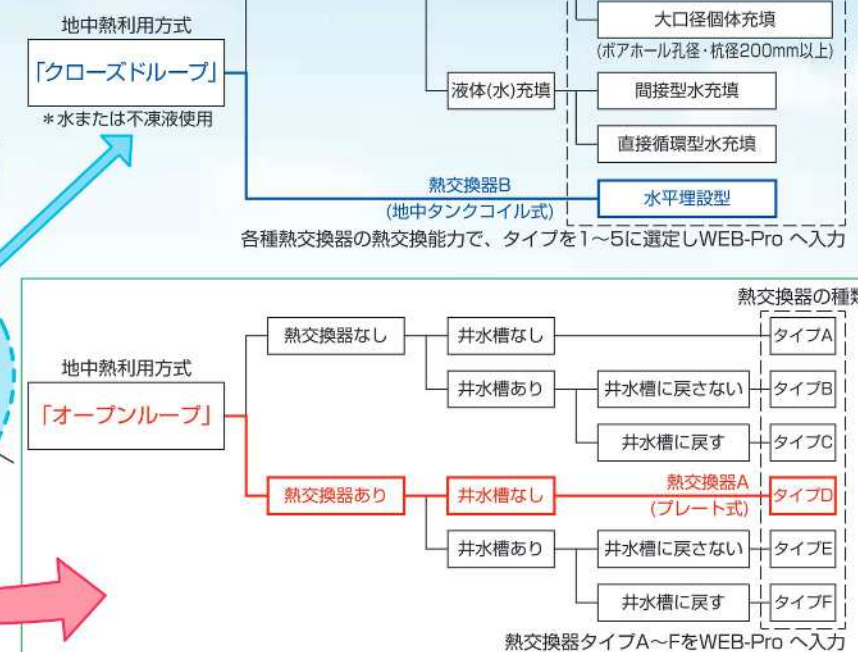 大口径個体充填
(ボアホール孔径・杭径200mm以上)
地中熱利用方式
「クローズドループ」
*水または不凍液使用
液体(水)充填
間接型水充填
直接循環型水充填
熱交換器B
(地中タンクコイル式)
水平埋設型
各種熱交換器の熱交換能力で、タイプを1～5に選定しWEB-Pro へ入力
熱交換器の種類
地中熱利用方式
「オープンループ」
熱交換器なし
井水槽なし
タイプA
井水槽あり
井水槽に戻さない
タイプB
井水槽に戻す
タイプC
熱交換器あり
井水槽なし
熱交換器A
(プレート式)
タイプD
井水槽あり
井水槽に戻さない
タイプE
井水槽に戻す
タイプF
熱交換器タイプA～FをWEB-Pro へ入力